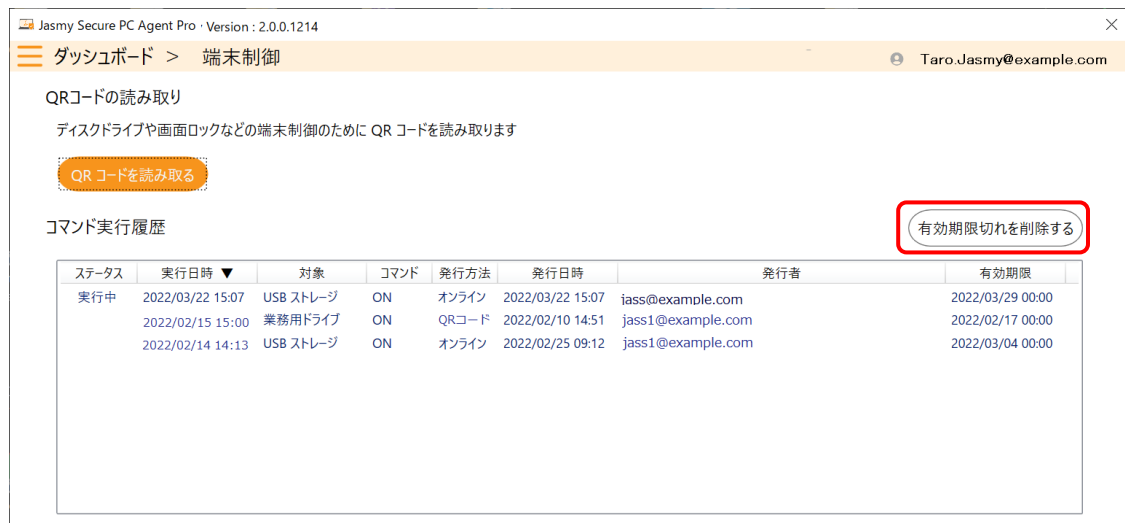 Jasmy Secure PC Agent Pro · Version : 2.0.0.1214
ダッシュボード > 端末制御 Taro.Jasmy@example.com
QRコードの読み取り
ディスクドライブや画面ロックなどの端末制御のために QR コードを読み取ります
QR コードを読み取る
コマンド実行履歴 有効期限切れを削除する
ステータス 実行日時 ▼ 対象 コマンド 発行方法 発行日時 発行者 有効期限
実行中 2022/03/22 15:07 USB ストレージ ON オンライン 2022/03/22 15:07 jass@example.com 2022/03/29 00:00
2022/02/15 15:00 業務用ドライブ ON QRコード 2022/02/10 14:51 jass1@example.com 2022/02/17 00:00
2022/02/14 14:13 USB ストレージ ON オンライン 2022/02/25 09:12 jass1@example.com 2022/03/04 00:00